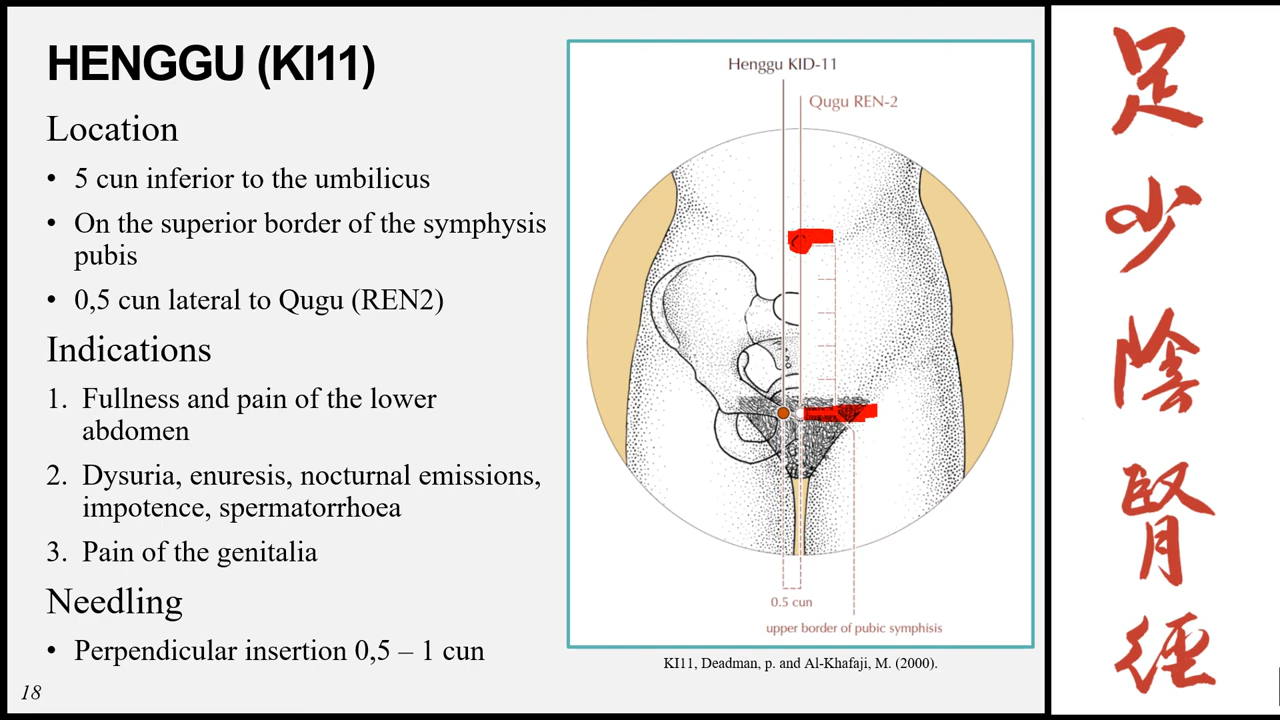 HENGGU (KI11)
Location
• 5 cun inferior to the umbilicus
• On the superior border of the symphysis
pubis
• 0,5 cun lateral to Qugu (REN2)
Indications
1. Fullness and pain of the lower
abdomen
2. Dysuria, enuresis, nocturnal emissions,
impotence, spermatorrhoea
3. Pain of the genitalia
Needling
• Perpendicular insertion 0,5 – 1 cun
18
Henggu KID-11
Qugu REN-2
0.5 cun
upper border of pubic symphisis
KI11, Deadman, p. and Al-Khafaji, M. (2000).
足
少
陰
腎
經